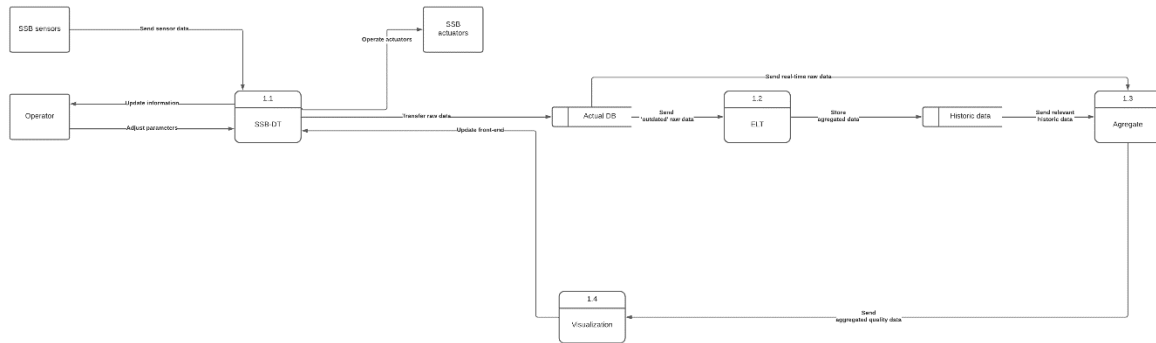 SSB sensors
Send sensor data
SSB
actuators
Operate actuators
Send real-time raw data
Operator
Update information
Adjust parameters
1.1
SSB-DT
Transfer raw data
Update front-end
Actual DB
Send
'outdated' raw data
1.2
ELT
Store
agregated data
Historic data
Send relevant
historic data
1.3
Agregate
1.4
Visualization
Send
aggregated quality data